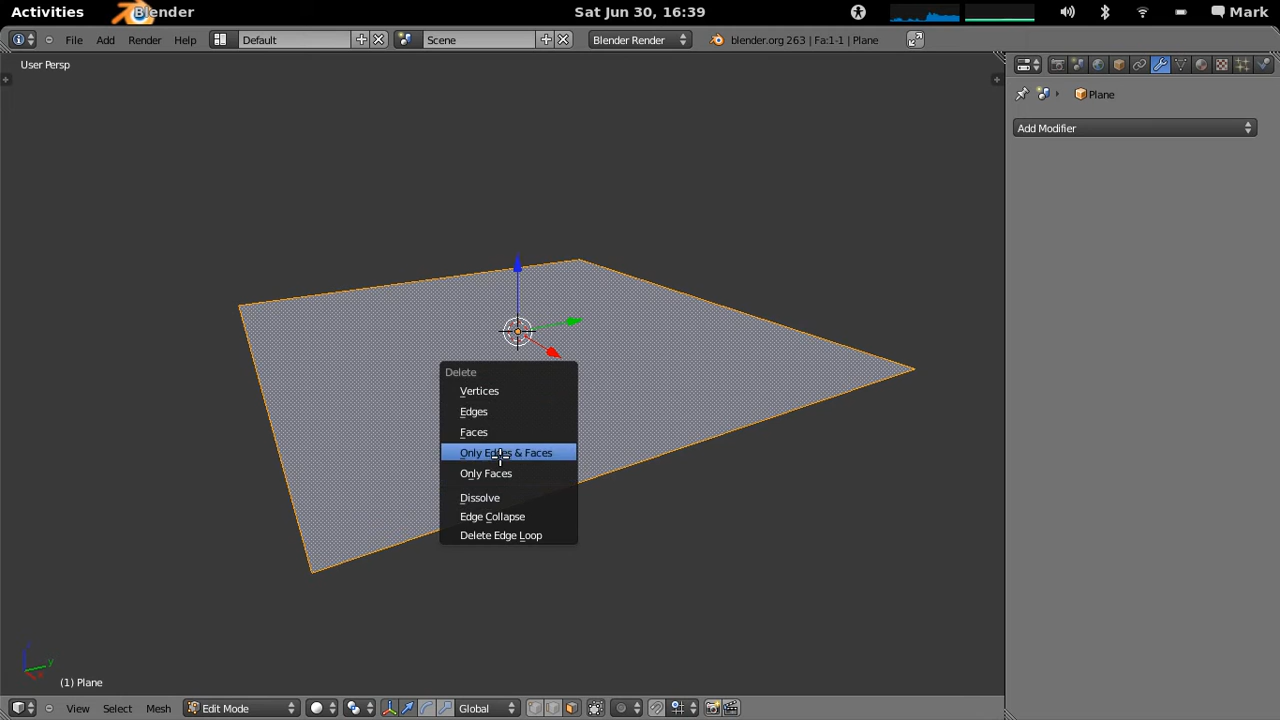 Activities Blender Sat Jun 30, 16:39 Mark
File Add Render Help Default Scene Blender Render blender.org 263 | Fa:1-1 | Plane
User Persp
Plane
Add Modifier
Delete
Vertices
Edges
Faces
Only Edges & Faces
Only Faces
Dissolve
Edge Collapse
Delete Edge Loop
(1) Plane
View Select Mesh Edit Mode Global